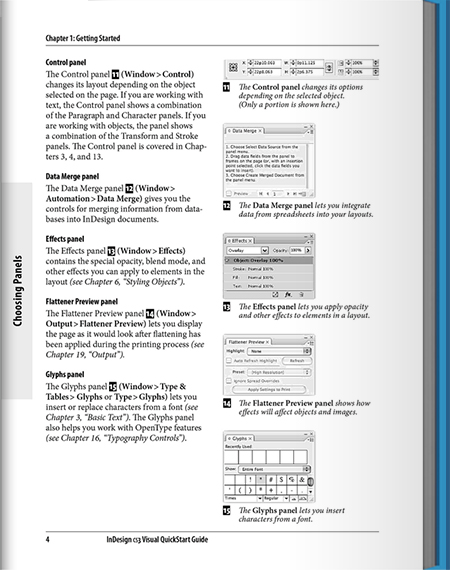 Chapter 1: Getting Started
Choosing Panels
Control panel
The Control panel 11 (Window > Control)
changes its layout depending on the object
selected on the page. If you are working with
text, the Control panel shows a combination
of the Paragraph and Character panels. If you
are working with objects, the panel shows
a combination of the Transform and Stroke
panels. The Control panel is covered in Chap-
ters 3, 4, and 13.
Data Merge panel
The Data Merge panel 12 (Window >
Automation > Data Merge) gives you the
controls for merging information from data-
bases into InDesign documents.
Effects panel
The Effects panel 13 (Window > Effects)
contains the special opacity, blend mode, and
other effects you can apply to elements in the
layout (see Chapter 6, “Styling Objects”).
Flattener Preview panel
The Flattener Preview panel 14 (Window >
Output > Flattener Preview) lets you display
the page as it would look after flattening has
been applied during the printing process (see
Chapter 19, “Output”).
Glyphs panel
The Glyphs panel 15 (Window > Type &
Tables > Glyphs or Type > Glyphs) lets you
insert or replace characters from a font (see
Chapter 3, “Basic Text”). The Glyphs panel
also helps you work with OpenType features
(see Chapter 16, “Typography Controls”).
X: 22p10.063 W: 0p11.123 100%
Y: 22p8.063 H: 2p6.375 100%
11 The Control panel changes its options
depending on the selected object.
(Only a portion is shown here.)
Data Merge
1. Choose Select Data Source from the
panel menu.
2. Drag data fields from the panel to
frames on the page (or, with an insertion
point selected, click the data fields you
want to insert).
3. Choose Create Merged Document from
the panel menu.
Preview 1
12 The Data Merge panel lets you integrate
data from spreadsheets into your layouts.
Effects
Overlay Opacity: 100%
Object: Overlay 100%
Stroke: Normal 100%
Fill: Normal 100%
Text: Normal 100%
fx.
13 The Effects panel lets you apply opacity
and other effects to elements in a layout.
Flattener Preview
Highlight: None
Auto Refresh Highlight Refresh
Preset: [High Resolution]
Ignore Spread Overrides
Apply Settings to Print
14 The Flattener Preview panel shows how
effects will affect objects and images.
Glyphs
Recently Used
Show: Entire Font
! " # $ % &
' ( ) * + , - .
Times Regular
15 The Glyphs panel lets you insert
characters from a font.
4 InDesign CS3 Visual QuickStart Guide